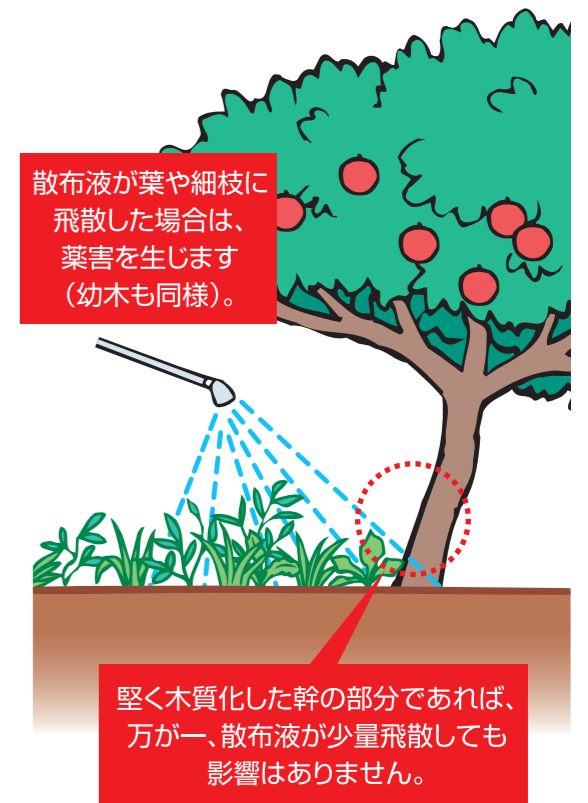 散布液が葉や細枝に
飛散した場合は、
薬害を生じます
（幼木も同様）。
堅く木質化した幹の部分であれば、
万が一、散布液が少量飛散しても
影響はありません。